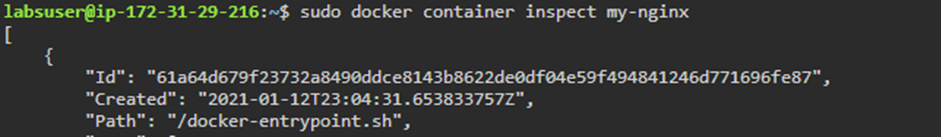 labsuser@ip-172-31-29-216:~$ sudo docker container inspect my-nginx
[
{
"Id": "61a64d679f23732a8490ddce8143b8622de0df04e59f494841246d771696fe87",
"Created": "2021-01-12T23:04:31.653833757Z",
"Path": "/docker-entrypoint.sh",